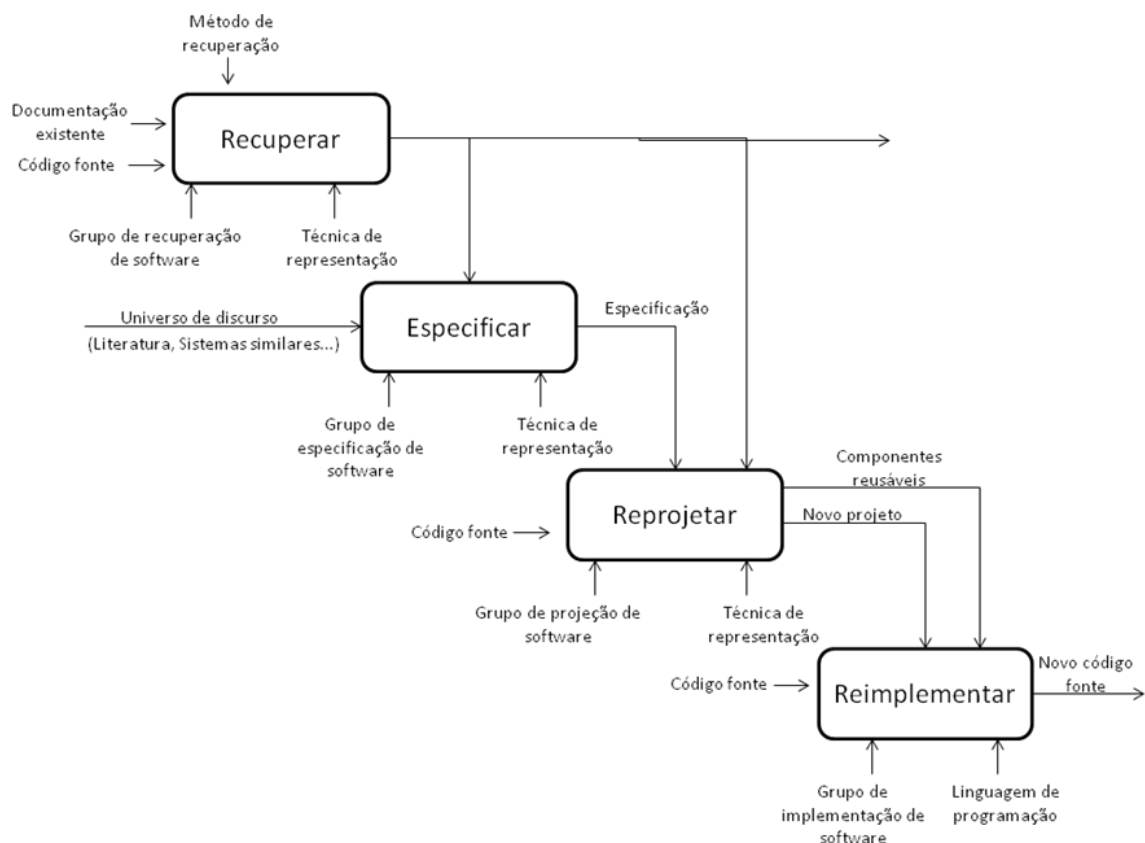 Método de
recuperação
Documentação
existente
Código fonte
Recuperar
Grupo de recuperação
de software
Técnica de
representação
Universo de discurso
(Literatura, Sistemas similares...)
Especificar
Especificação
Grupo de
especificação de
software
Técnica de
representação
Código fonte
Reprojetar
Componentes
reusáveis
Novo projeto
Grupo de projeção de
software
Técnica de
representação
Código fonte
Reimplementar
Novo código
fonte
Grupo de
implementação de
software
Linguagem de
programação